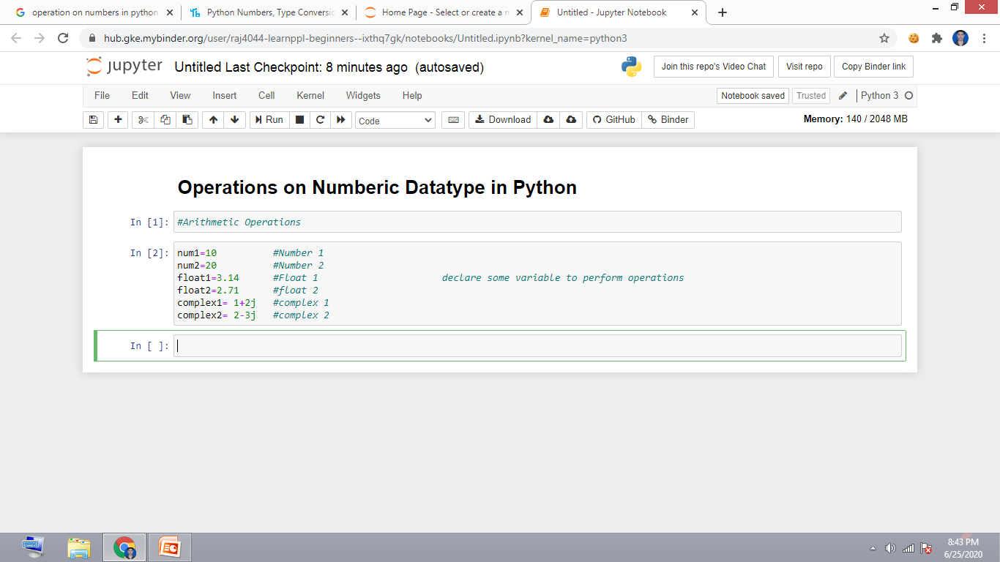 operation on numbers in python
Python Numbers, Type Conversic
Home Page - Select or create a n
Untitled - Jupyter Notebook
hub.gke.mybinder.org/user/raj4044-learnppl-beginners--ixthq7gk/notebooks/Untitled.ipynb?kernel_name=python3
jupyter Untitled Last Checkpoint: 8 minutes ago (autosaved)
Join this repo's Video Chat Visit repo Copy Binder link
File Edit View Insert Cell Kernel Widgets Help Notebook saved Trusted Python 3
Run Code Download GitHub Binder Memory: 140 / 2048 MB
Operations on Numberic Datatype in Python
In [1]: #Arithmetic Operations
In [2]: num1=10 #Number 1
num2=20 #Number 2
float1=3.14 #Float 1 declare some variable to perform operations
float2=2.71 #float 2
complex1= 1+2j #complex 1
complex2= 2-3j #complex 2
In [ ]:
8:43 PM
6/25/2020